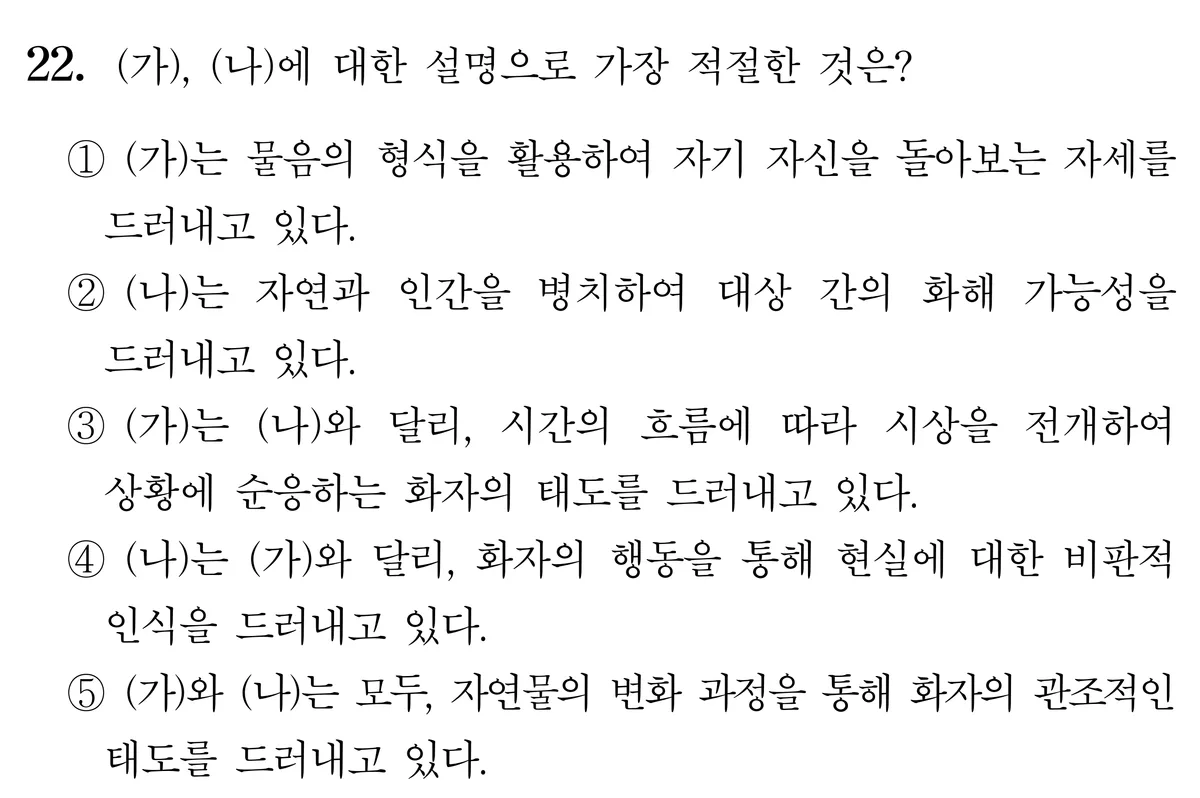 22. (가), (나)에 대한 설명으로 가장 적절한 것은?
① (가)는 물음의 형식을 활용하여 자기 자신을 돌아보는 자세를
드러내고 있다.
② (나)는 자연과 인간을 병치하여 대상 간의 화해 가능성을
드러내고 있다.
③ (가)는 (나)와 달리, 시간의 흐름에 따라 시상을 전개하여
상황에 순응하는 화자의 태도를 드러내고 있다.
④ (나)는 (가)와 달리, 화자의 행동을 통해 현실에 대한 비판적
인식을 드러내고 있다.
⑤ (가)와 (나)는 모두, 자연물의 변화 과정을 통해 화자의 관조적인
태도를 드러내고 있다.